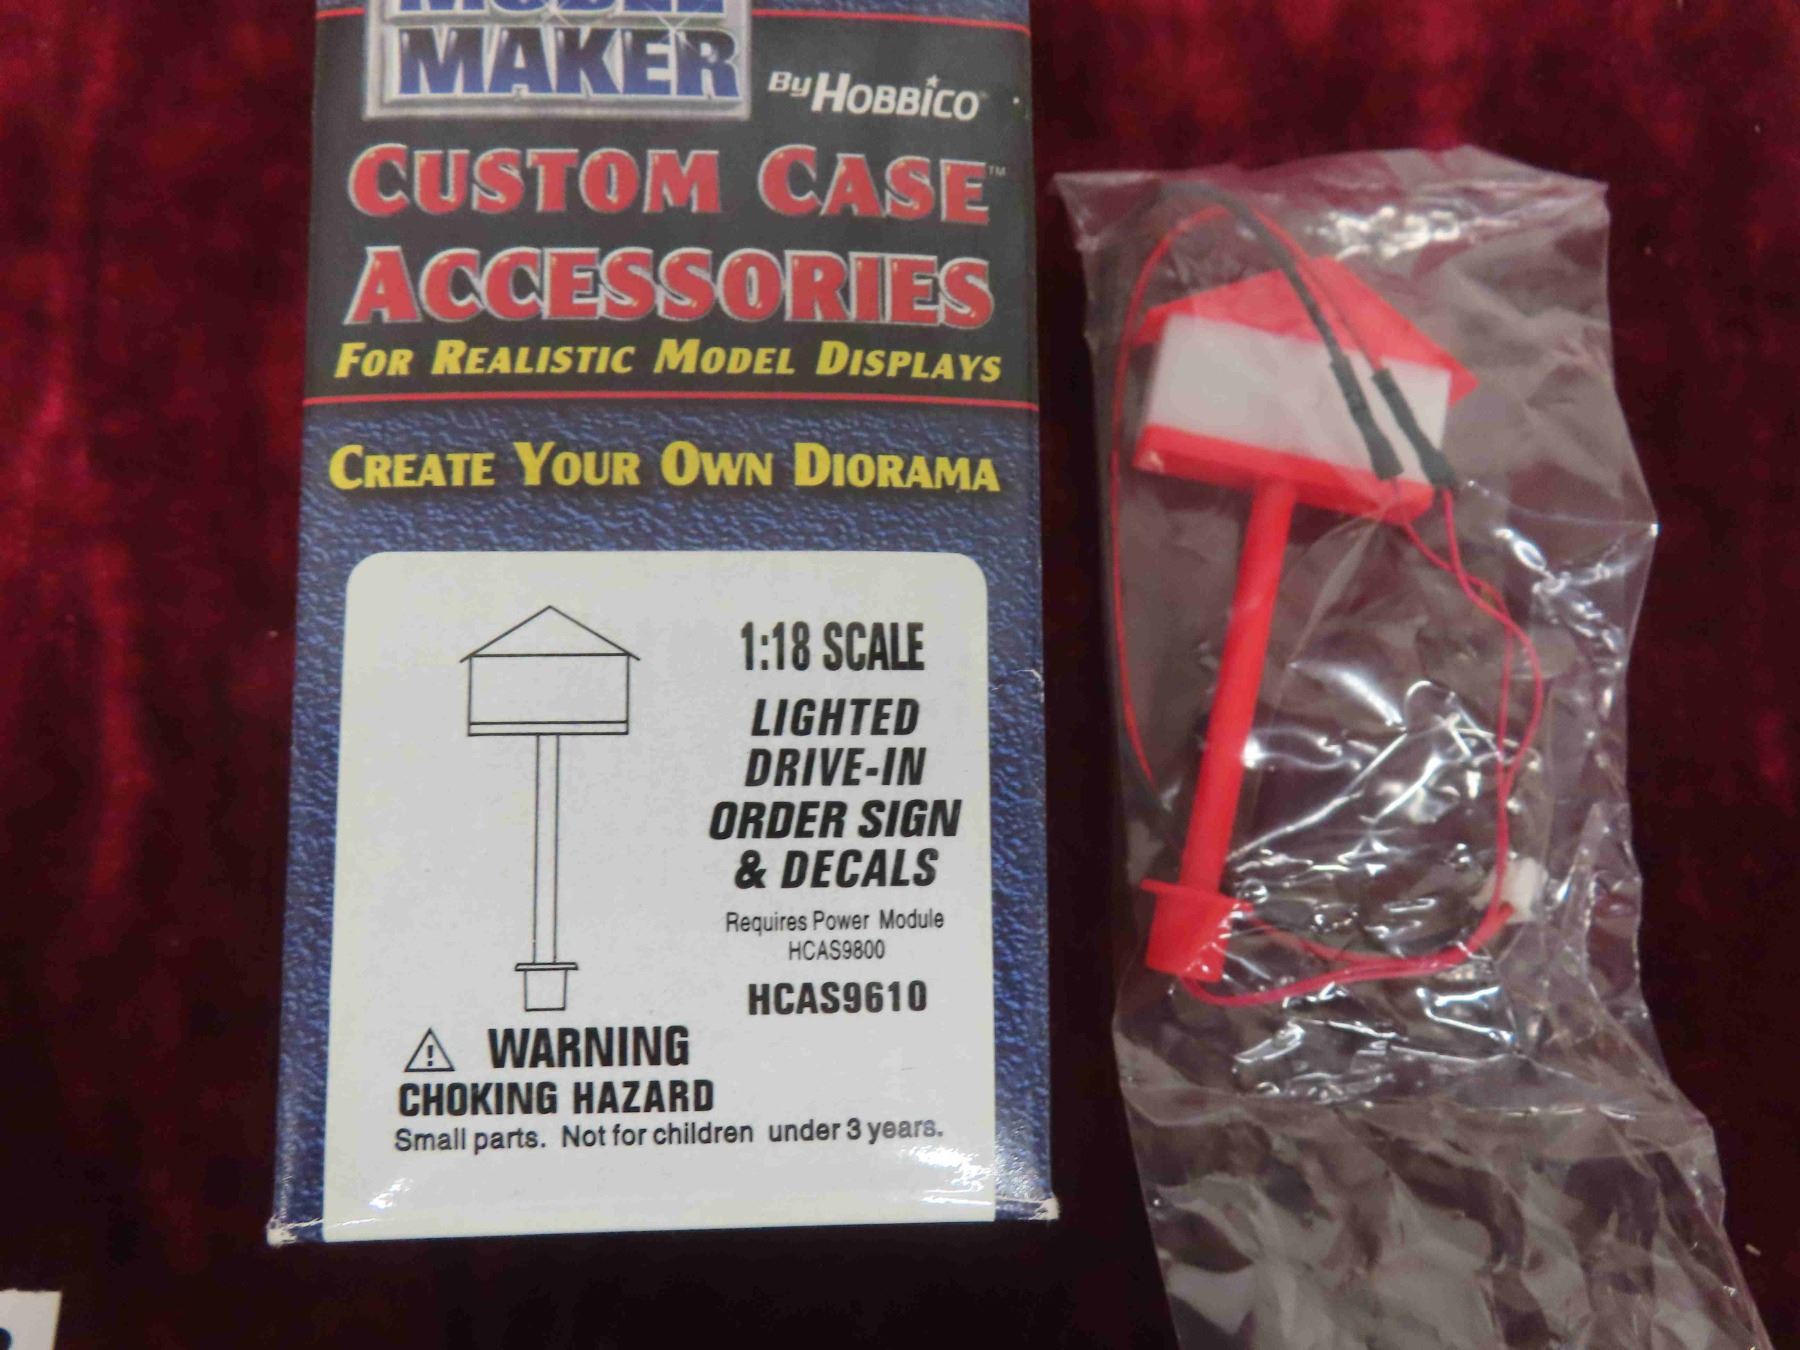 MODEL
MAKER
By HOBBICO
CUSTOM CASE™
ACCESSORIES
FOR REALISTIC MODEL DISPLAYS
CREATE YOUR OWN DIORAMA
1:18 SCALE
LIGHTED
DRIVE-IN
ORDER SIGN
& DECALS
Requires Power Module
HCAS9800
HCAS9610
WARNING
CHOKING HAZARD
Small parts. Not for children under 3 years.